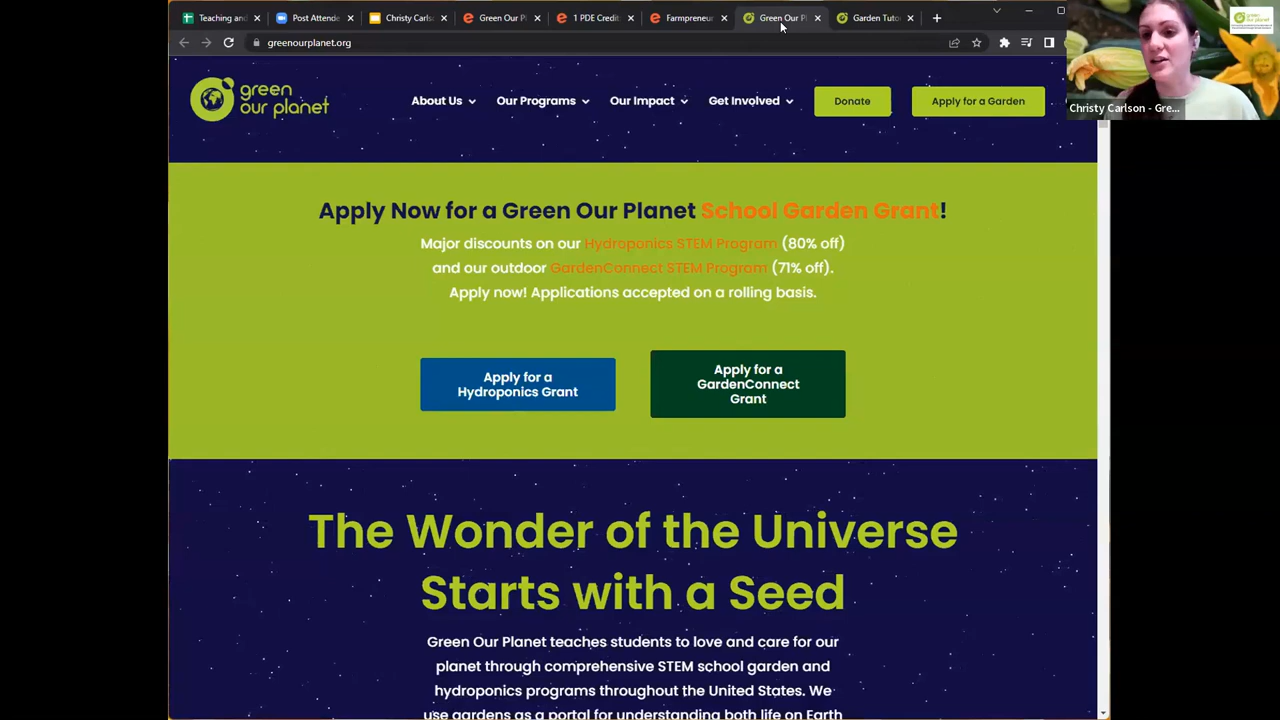 Teaching and
Post Attende
Christy Carls
Green Our P
1 PDE Credit
Farmpreneur
Green Our P
Garden Tuto
greenourplanet.org
green
our planet
About Us
Our Programs
Our Impact
Get Involved
Donate
Apply for a Garden
Christy Carlson - Gre...
Apply Now for a Green Our Planet School Garden Grant!
Major discounts on our Hydroponics STEM Program (80% off)
and our outdoor GardenConnect STEM Program (71% off).
Apply now! Applications accepted on a rolling basis.
Apply for a
Hydroponics Grant
Apply for a
GardenConnect
Grant
The Wonder of the Universe
Starts with a Seed
Green Our Planet teaches students to love and care for our
planet through comprehensive STEM school garden and
hydroponics programs throughout the United States. We
use gardens as a portal for understanding both life on Earth